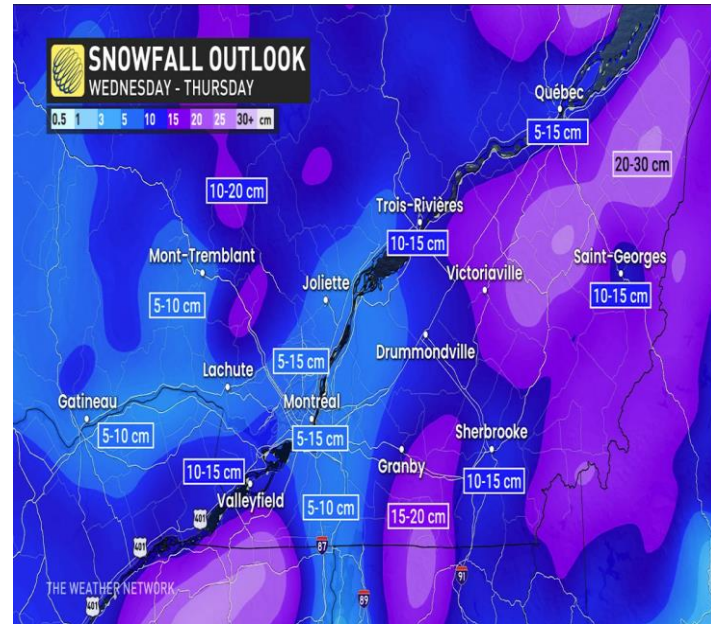 SNOWFALL OUTLOOK
WEDNESDAY - THURSDAY
0.5 1 3 5 10 15 20 25 30+ cm
Québec
5-15 cm
20-30 cm
10-20 cm
Trois-Rivières
10-15 cm
Mont-Tremblant
5-10 cm
Joliette
Victoriaville
Saint-Georges
10-15 cm
Drummondville
5-15 cm
Lachute
Gatineau
5-10 cm
Montréal
5-15 cm
Granby
Sherbrooke
10-15 cm
10-15 cm
Valleyfield
5-10 cm
15-20 cm
401
401
87
91
THE WEATHER NETWORK
89
401